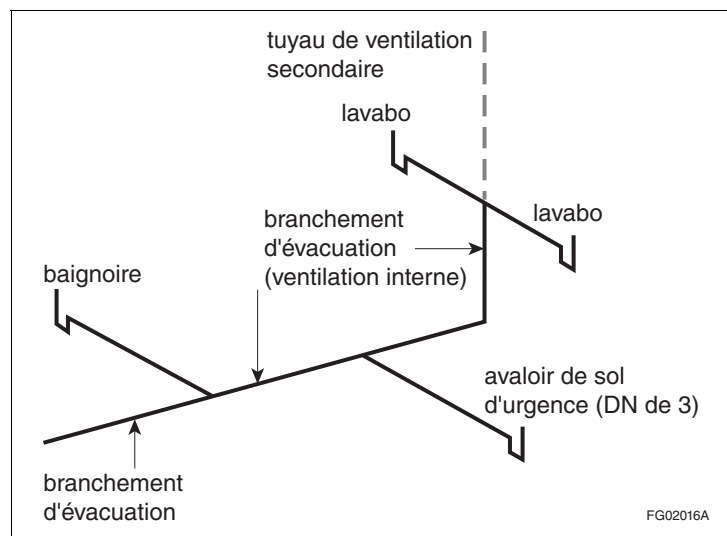 tuyau de ventilation
secondaire
lavabo
lavabo
branchement
d'évacuation
(ventilation interne)
baignoire
avaloir de sol
d'urgence (DN de 3)
branchement
d'évacuation
FG02016A